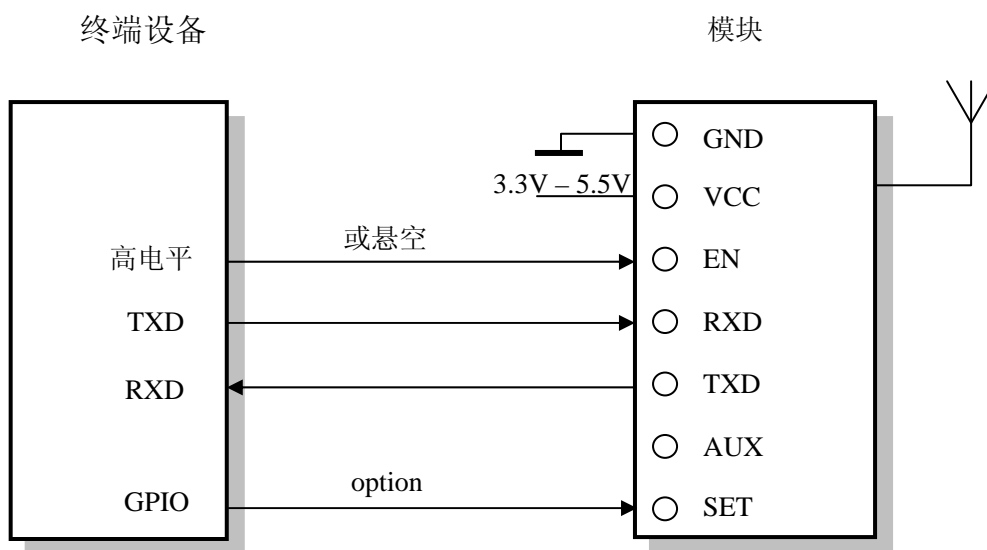 终端设备
模块
GND
3.3V – 5.5V
VCC
高电平
或悬空
EN
TXD
RXD
RXD
TXD
AUX
GPIO
option
SET